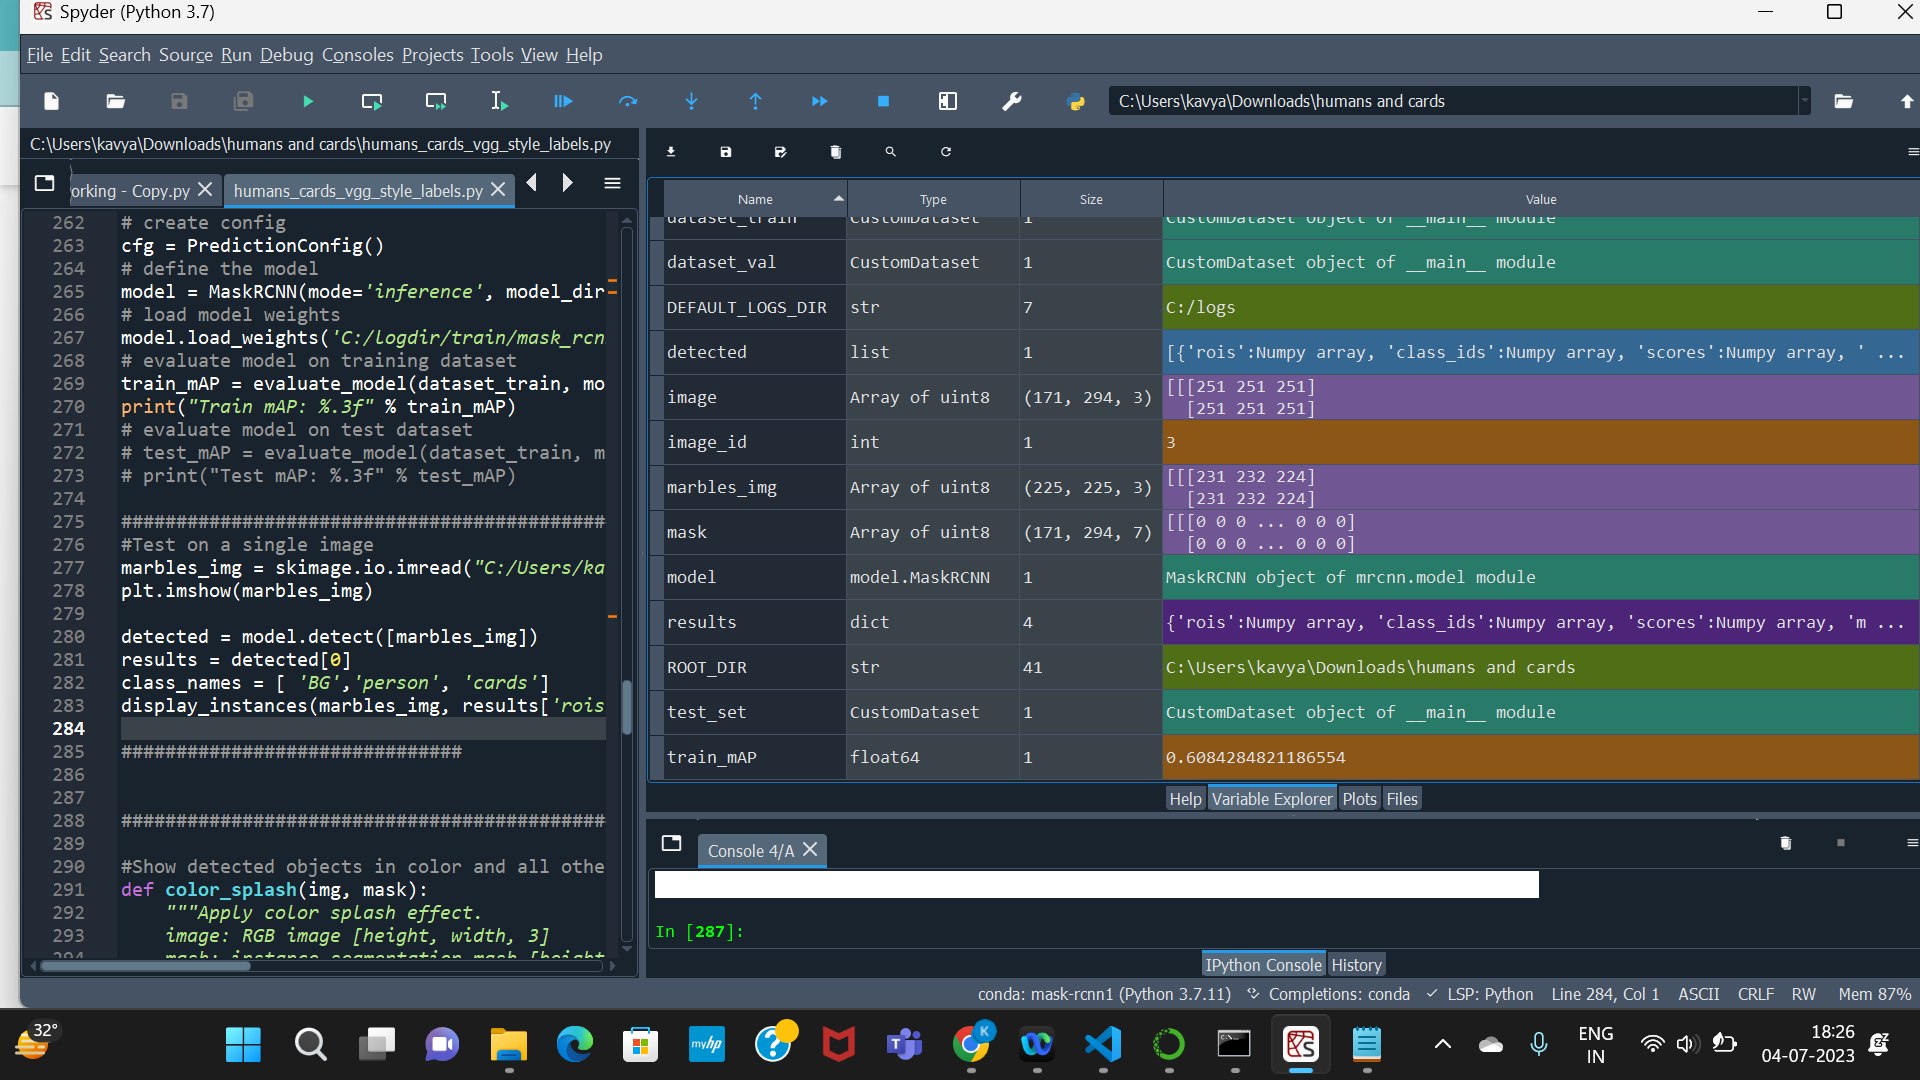 Spyder (Python 3.7)
File Edit Search Source Run Debug Consoles Projects Tools View Help
C:\Users\kavya\Downloads\humans and cards
C:\Users\kavya\Downloads\humans and cards\humans_cards_vgg_style_labels.py
orking - Copy.py
humans_cards_vgg_style_labels.py
262 # create config
263 cfg = PredictionConfig()
264 # define the model
265 model = MaskRCNN(mode='inference', model_dir
266 # load model weights
267 model.load_weights('C:/logdir/train/mask_rcn
268 # evaluate model on training dataset
269 train_mAP = evaluate_model(dataset_train, mo
270 print("Train mAP: %.3f" % train_mAP)
271 # evaluate model on test dataset
272 # test_mAP = evaluate_model(dataset_train, m
273 # print("Test mAP: %.3f" % test_mAP)
274
275 ############################################
276 #Test on a single image
277 marbles_img = skimage.io.imread("C:/Users/ka
278 plt.imshow(marbles_img)
279
280 detected = model.detect([marbles_img])
281 results = detected[0]
282 class_names = [ 'BG','person', 'cards']
283 display_instances(marbles_img, results['rois
284
285 ###############################
286
287
288 ############################################
289
290 #Show detected objects in color and all othe
291 def color_splash(img, mask):
292 """Apply color splash effect.
293 image: RGB image [height, width, 3]
294 mask: instance segmentation mask [height
Name Type Size Value
dataset_train CustomDataset 1 CustomDataset object of __main__ module
dataset_val CustomDataset 1 CustomDataset object of __main__ module
DEFAULT_LOGS_DIR str 7 C:/logs
detected list 1 [{'rois':Numpy array, 'class_ids':Numpy array, 'scores':Numpy array, ' ...
image Array of uint8 (171, 294, 3) [[[251 251 251]
[251 251 251]
image_id int 1 3
marbles_img Array of uint8 (225, 225, 3) [[[231 232 224]
[231 232 224]
mask Array of uint8 (171, 294, 7) [[[0 0 0 ... 0 0 0]
[0 0 0 ... 0 0 0]
model model.MaskRCNN 1 MaskRCNN object of mrcnn.model module
results dict 4 {'rois':Numpy array, 'class_ids':Numpy array, 'scores':Numpy array, 'm ...
ROOT_DIR str 41 C:\Users\kavya\Downloads\humans and cards
test_set CustomDataset 1 CustomDataset object of __main__ module
train_mAP float64 1 0.6084284821186554
Help Variable Explorer Plots Files
Console 4/A
In [287]:
IPython Console History
conda: mask-rcnn1 (Python 3.7.11) Completions: conda LSP: Python Line 284, Col 1 ASCII CRLF RW Mem 87%
32°
myhp
K
ENG
IN
18:26
04-07-2023